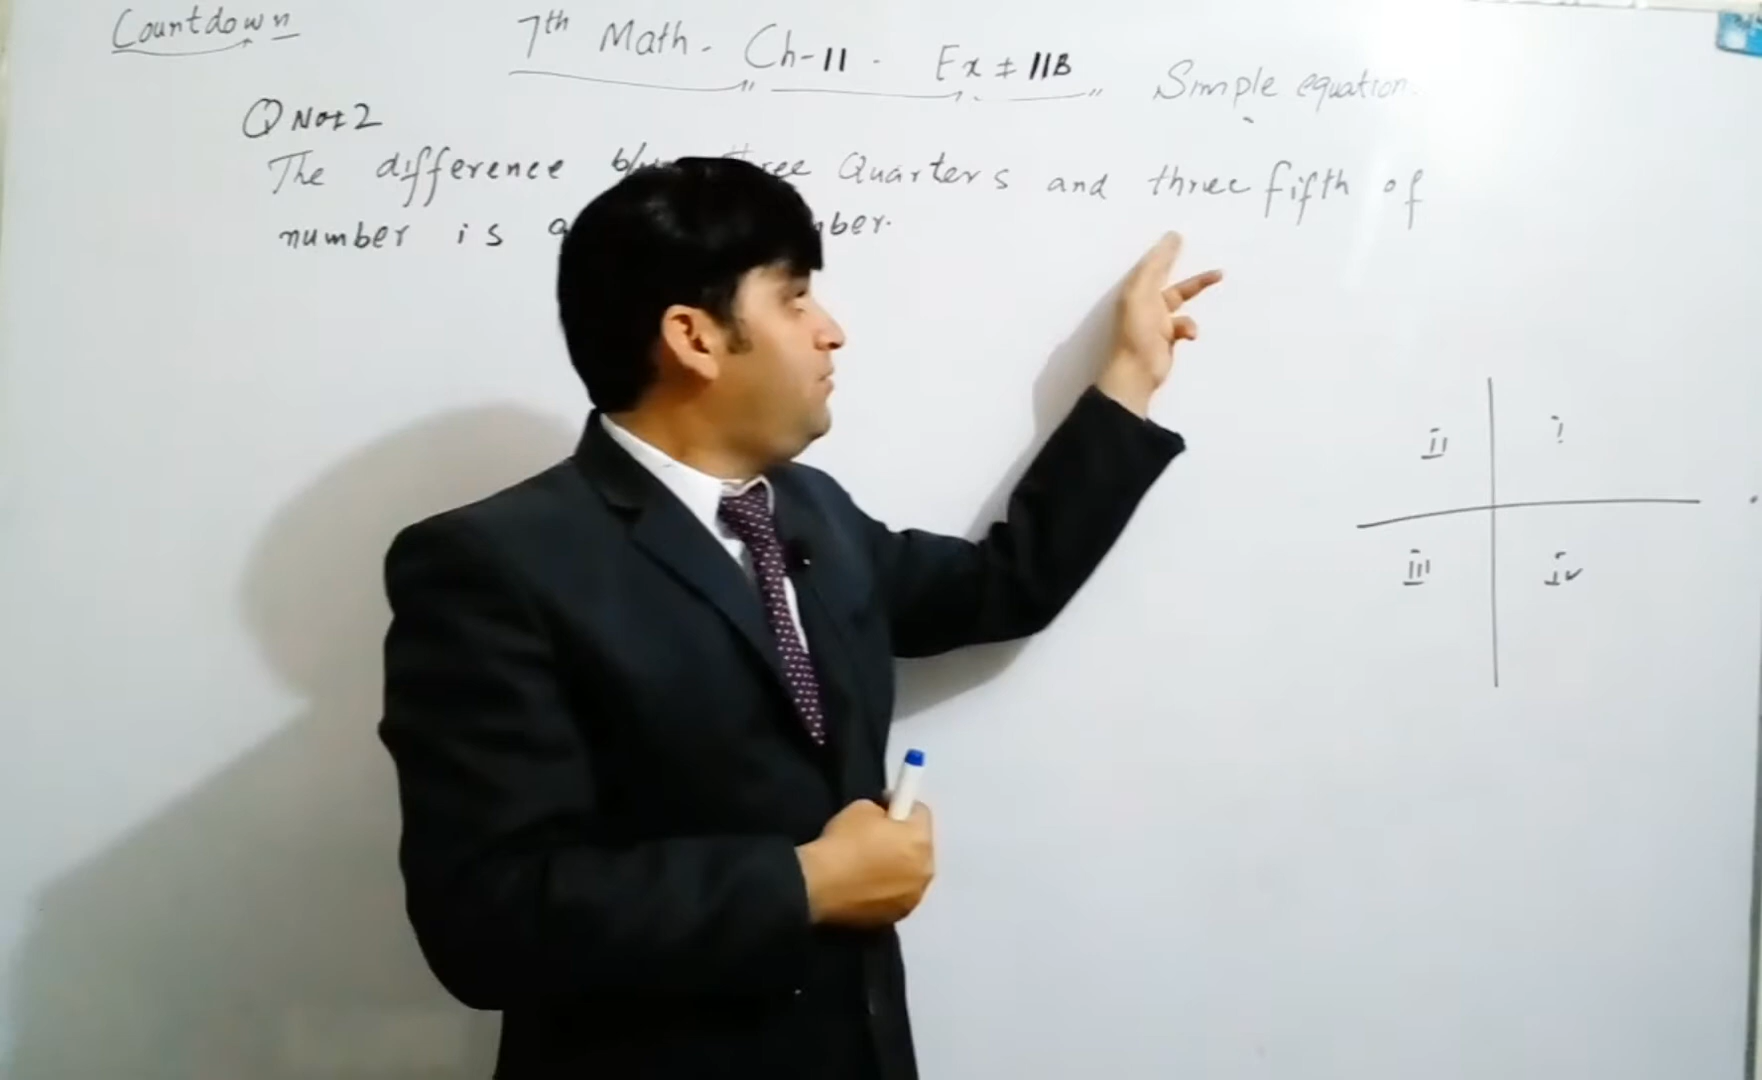 Countdown
7th Math. Ch-11. Ex # 11B Simple equation.
Q No: 2
The difference Quarters and three fifth of
number is
II I
III IV